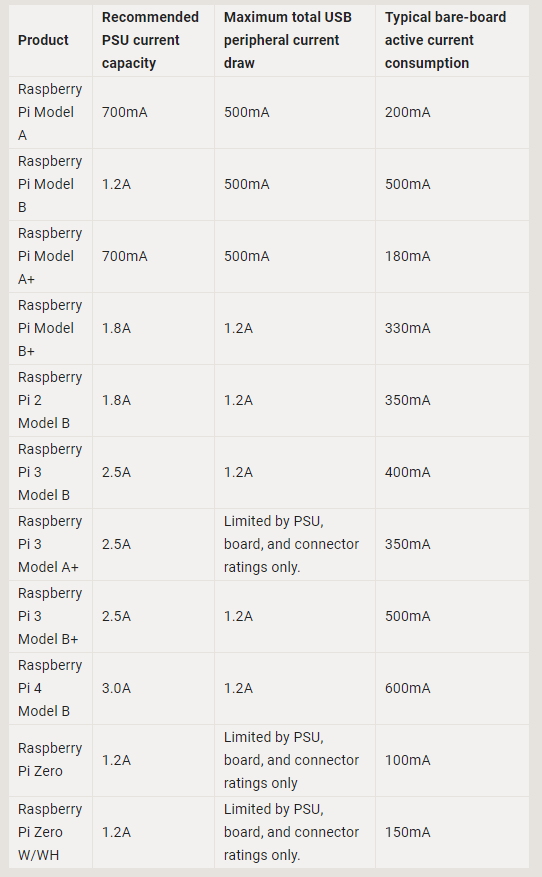 Product
Recommended
PSU current
capacity
Maximum total USB
peripheral current
draw
Typical bare-board
active current
consumption
Raspberry
Pi Model
A
700mA
500mA
200mA
Raspberry
Pi Model
B
1.2A
500mA
500mA
Raspberry
Pi Model
A+
700mA
500mA
180mA
Raspberry
Pi Model
B+
1.8A
1.2A
330mA
Raspberry
Pi 2
Model B
1.8A
1.2A
350mA
Raspberry
Pi 3
Model B
2.5A
1.2A
400mA
Raspberry
Pi 3
Model A+
2.5A
Limited by PSU,
board, and connector
ratings only.
350mA
Raspberry
Pi 3
Model B+
2.5A
1.2A
500mA
Raspberry
Pi 4
Model B
3.0A
1.2A
600mA
Raspberry
Pi Zero
1.2A
Limited by PSU,
board, and connector
ratings only
100mA
Raspberry
Pi Zero
W/WH
1.2A
Limited by PSU,
board, and connector
ratings only.
150mA